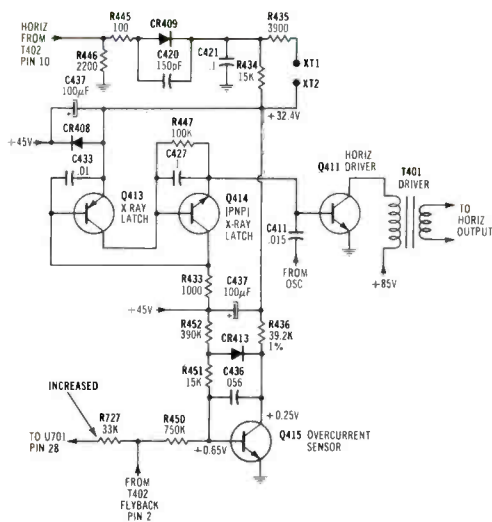 HORIZ
FROM
T402
PIN 10
R445
100
CR409
R435
3900
R446
2200
C420
150pF
C421
.1
R434
15K
XT1
XT2
C437
100µF
+32.4V
R447
100K
+45V
CR408
C433
.01
C427
.1
Q413
X-RAY
LATCH
Q414
|PNP|
X-RAY
LATCH
Q411
HORIZ
DRIVER
T401
DRIVER
TO
HORIZ
OUTPUT
C411
.015
FROM
OSC
+85V
R433
1000
C437
100µF
+45V
R452
390K
R436
39.2K
1%
CR413
R451
15K
C436
056
INCREASED
+0.25V
R727
33K
R450
750K
Q415 OVERCURRENT
SENSOR
TO U701
PIN 28
+0.65V
FROM
T402
FLYBACK
PIN 2